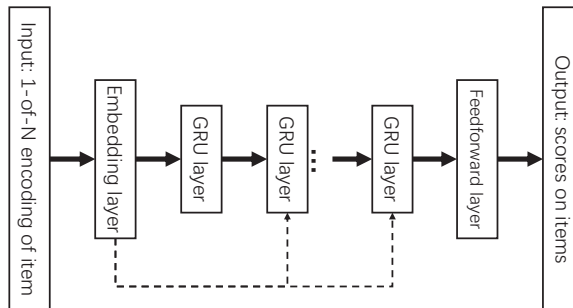 Input: 1-of-N encoding of item
Embedding layer
GRU layer
GRU layer
...
GRU layer
Feedforward layer
Output: scores on items